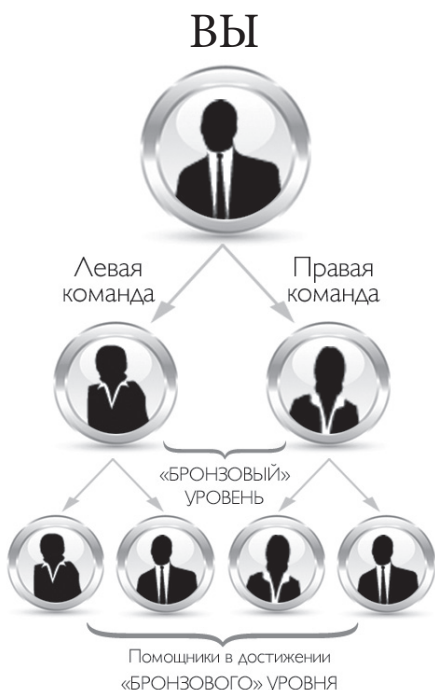 ВЫ
Левая
команда
Правая
команда
«БРОНЗОВЫЙ»
УРОВЕНЬ
Помощники в достижении
«БРОНЗОВОГО» УРОВНЯ